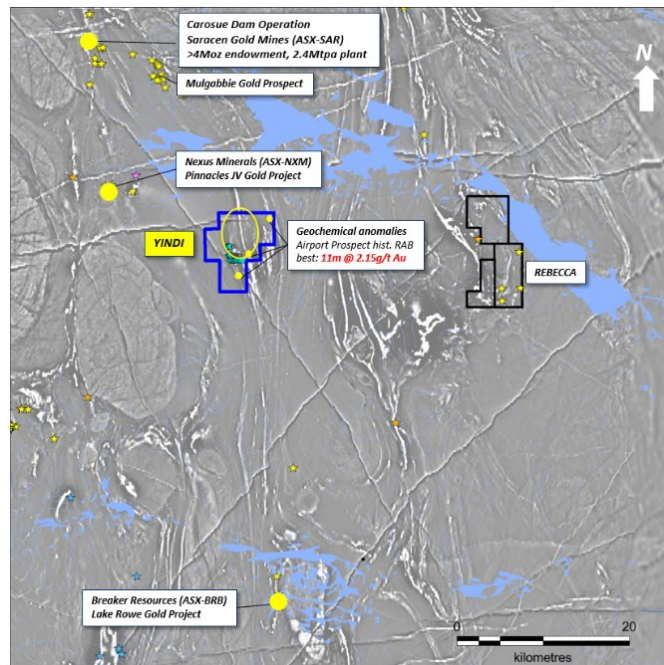 Carosue Dam Operation
Saracen Gold Mines (ASX-SAR)
>4Moz endowment, 2.4Mtpa plant
Mulgabbie Gold Prospect
N
Nexus Minerals (ASX-NXM)
Pinnacles JV Gold Project
YINDI
Geochemical anomalies
Airport Prospect hist. RAB
best: 11m @ 2.15g/t Au
REBECCA
Breaker Resources (ASX-BRB)
Lake Rowe Gold Project
0 20
kilometres